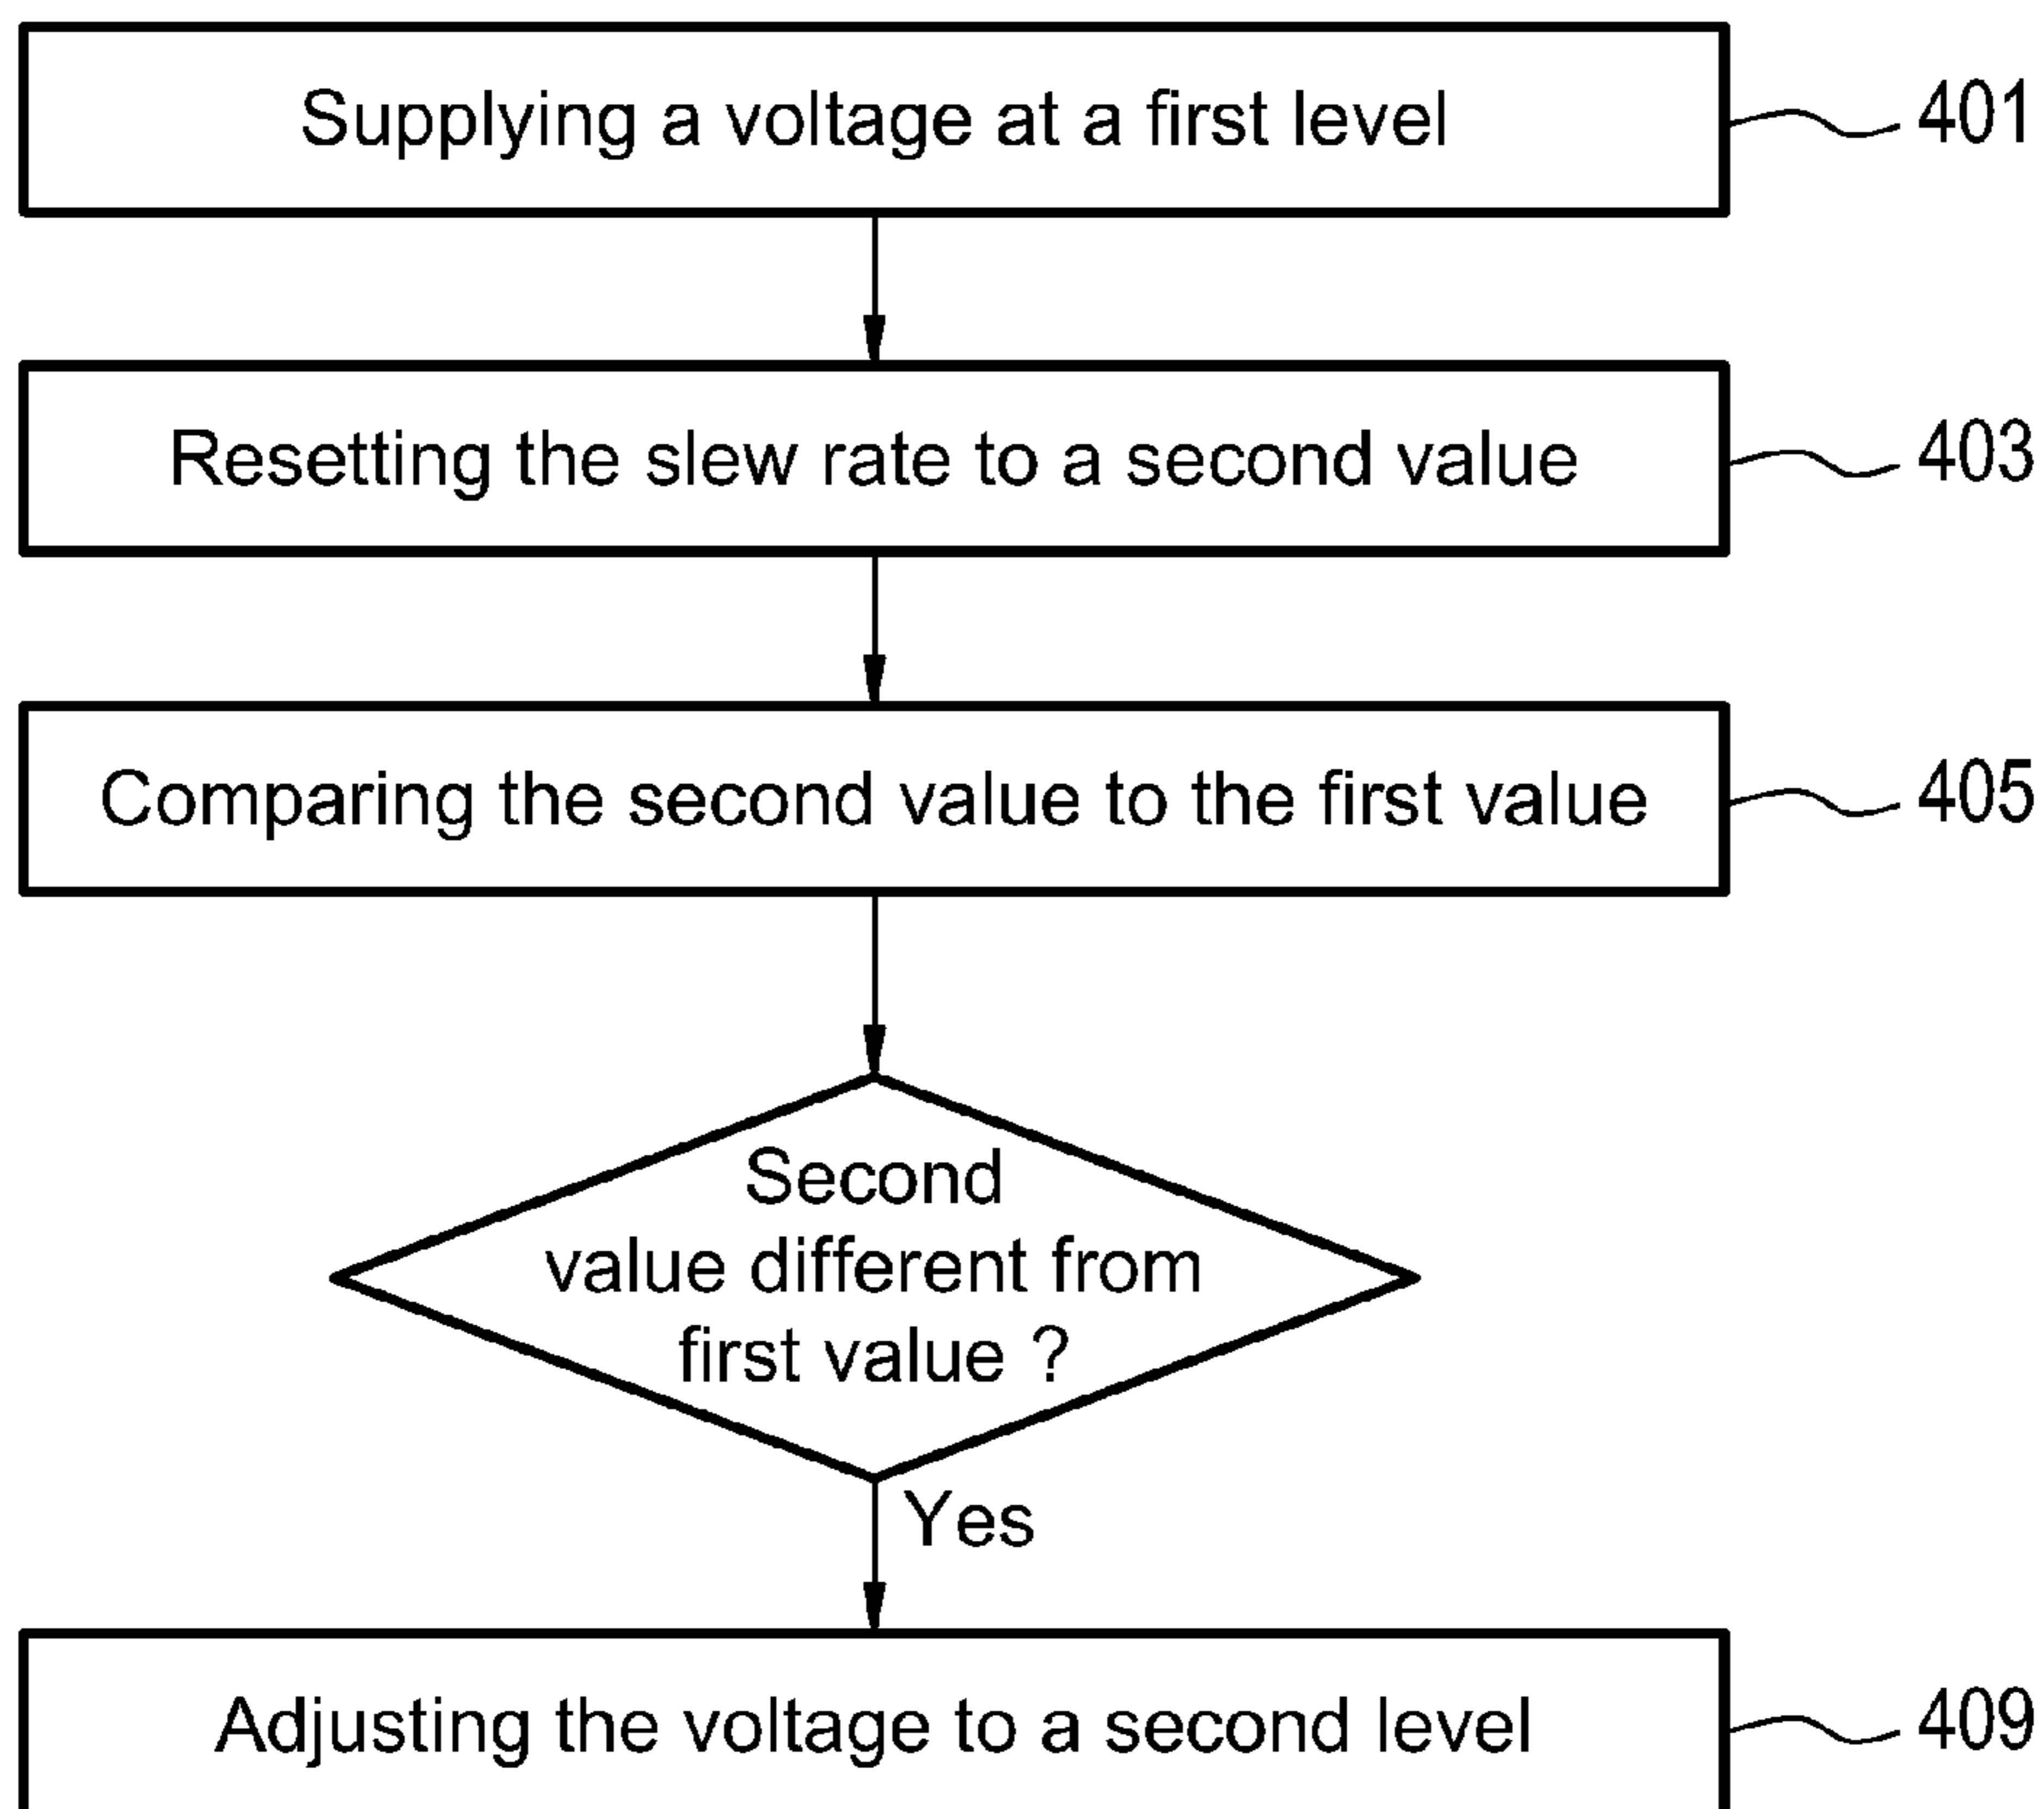 Supplying a voltage at a first level 401
Resetting the slew rate to a second value 403
Comparing the second value to the first value 405
Second
value different from
first value ?
Yes
Adjusting the voltage to a second level 409